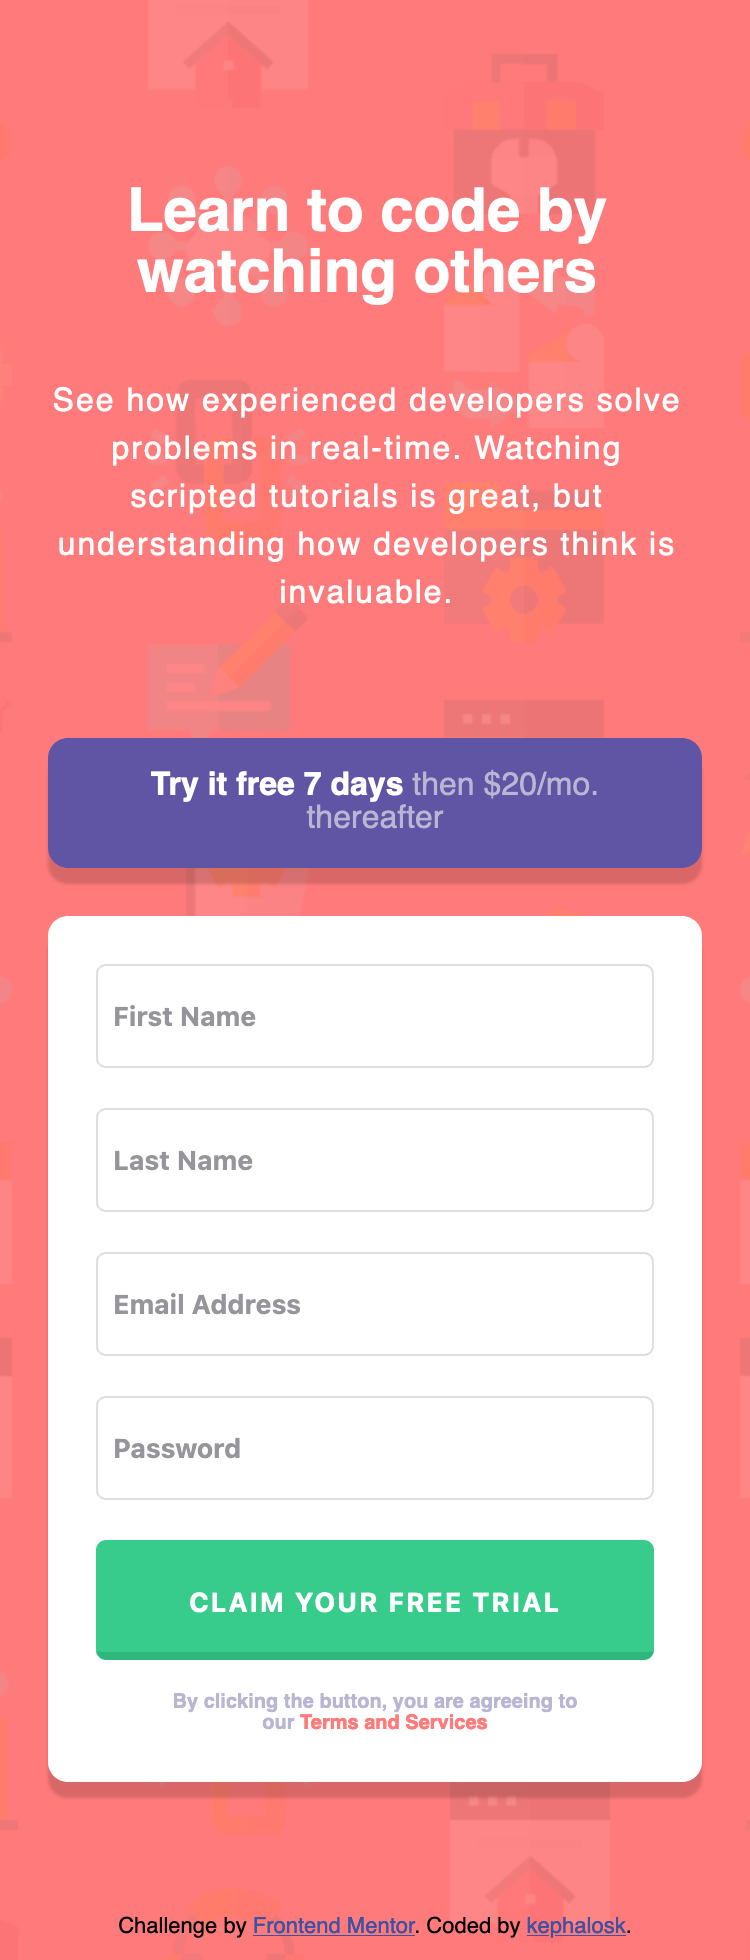 Learn to code by
watching others
See how experienced developers solve
problems in real-time. Watching
scripted tutorials is great, but
understanding how developers think is
invaluable.
Try it free 7 days then $20/mo.
thereafter
First Name
Last Name
Email Address
Password
CLAIM YOUR FREE TRIAL
By clicking the button, you are agreeing to
our Terms and Services
Challenge by Frontend Mentor. Coded by kephalosk.